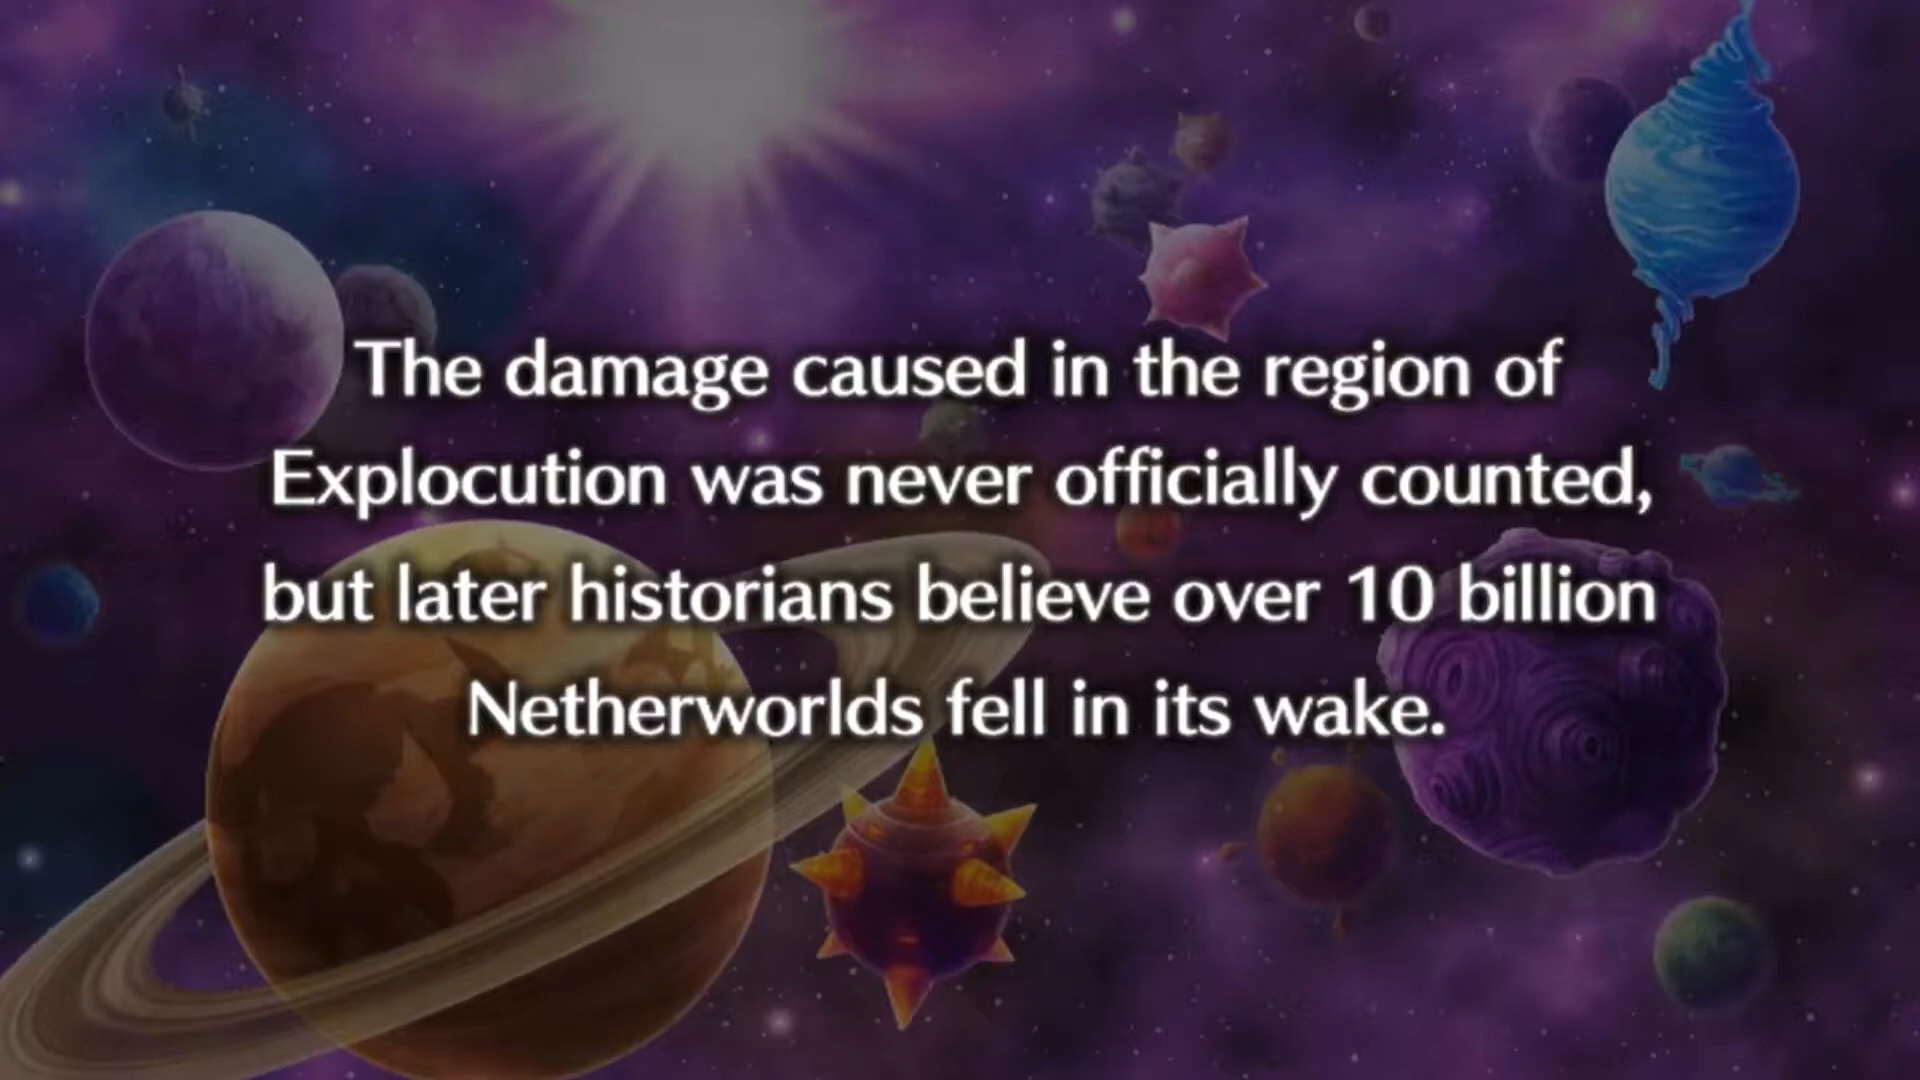 The damage caused in the region of
Explocution was never officially counted,
but later historians believe over 10 billion
Netherworlds fell in its wake.